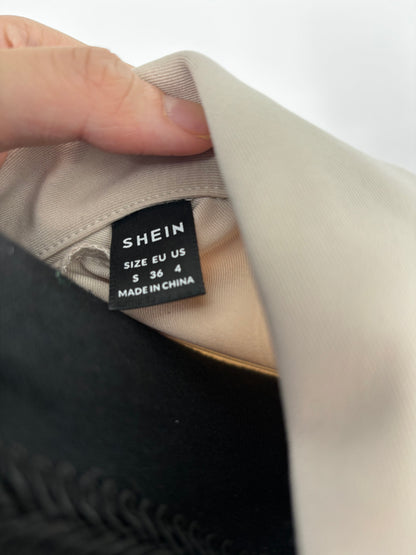 SHEIN
SIZE EU US
S 36 4
MADE IN CHINA